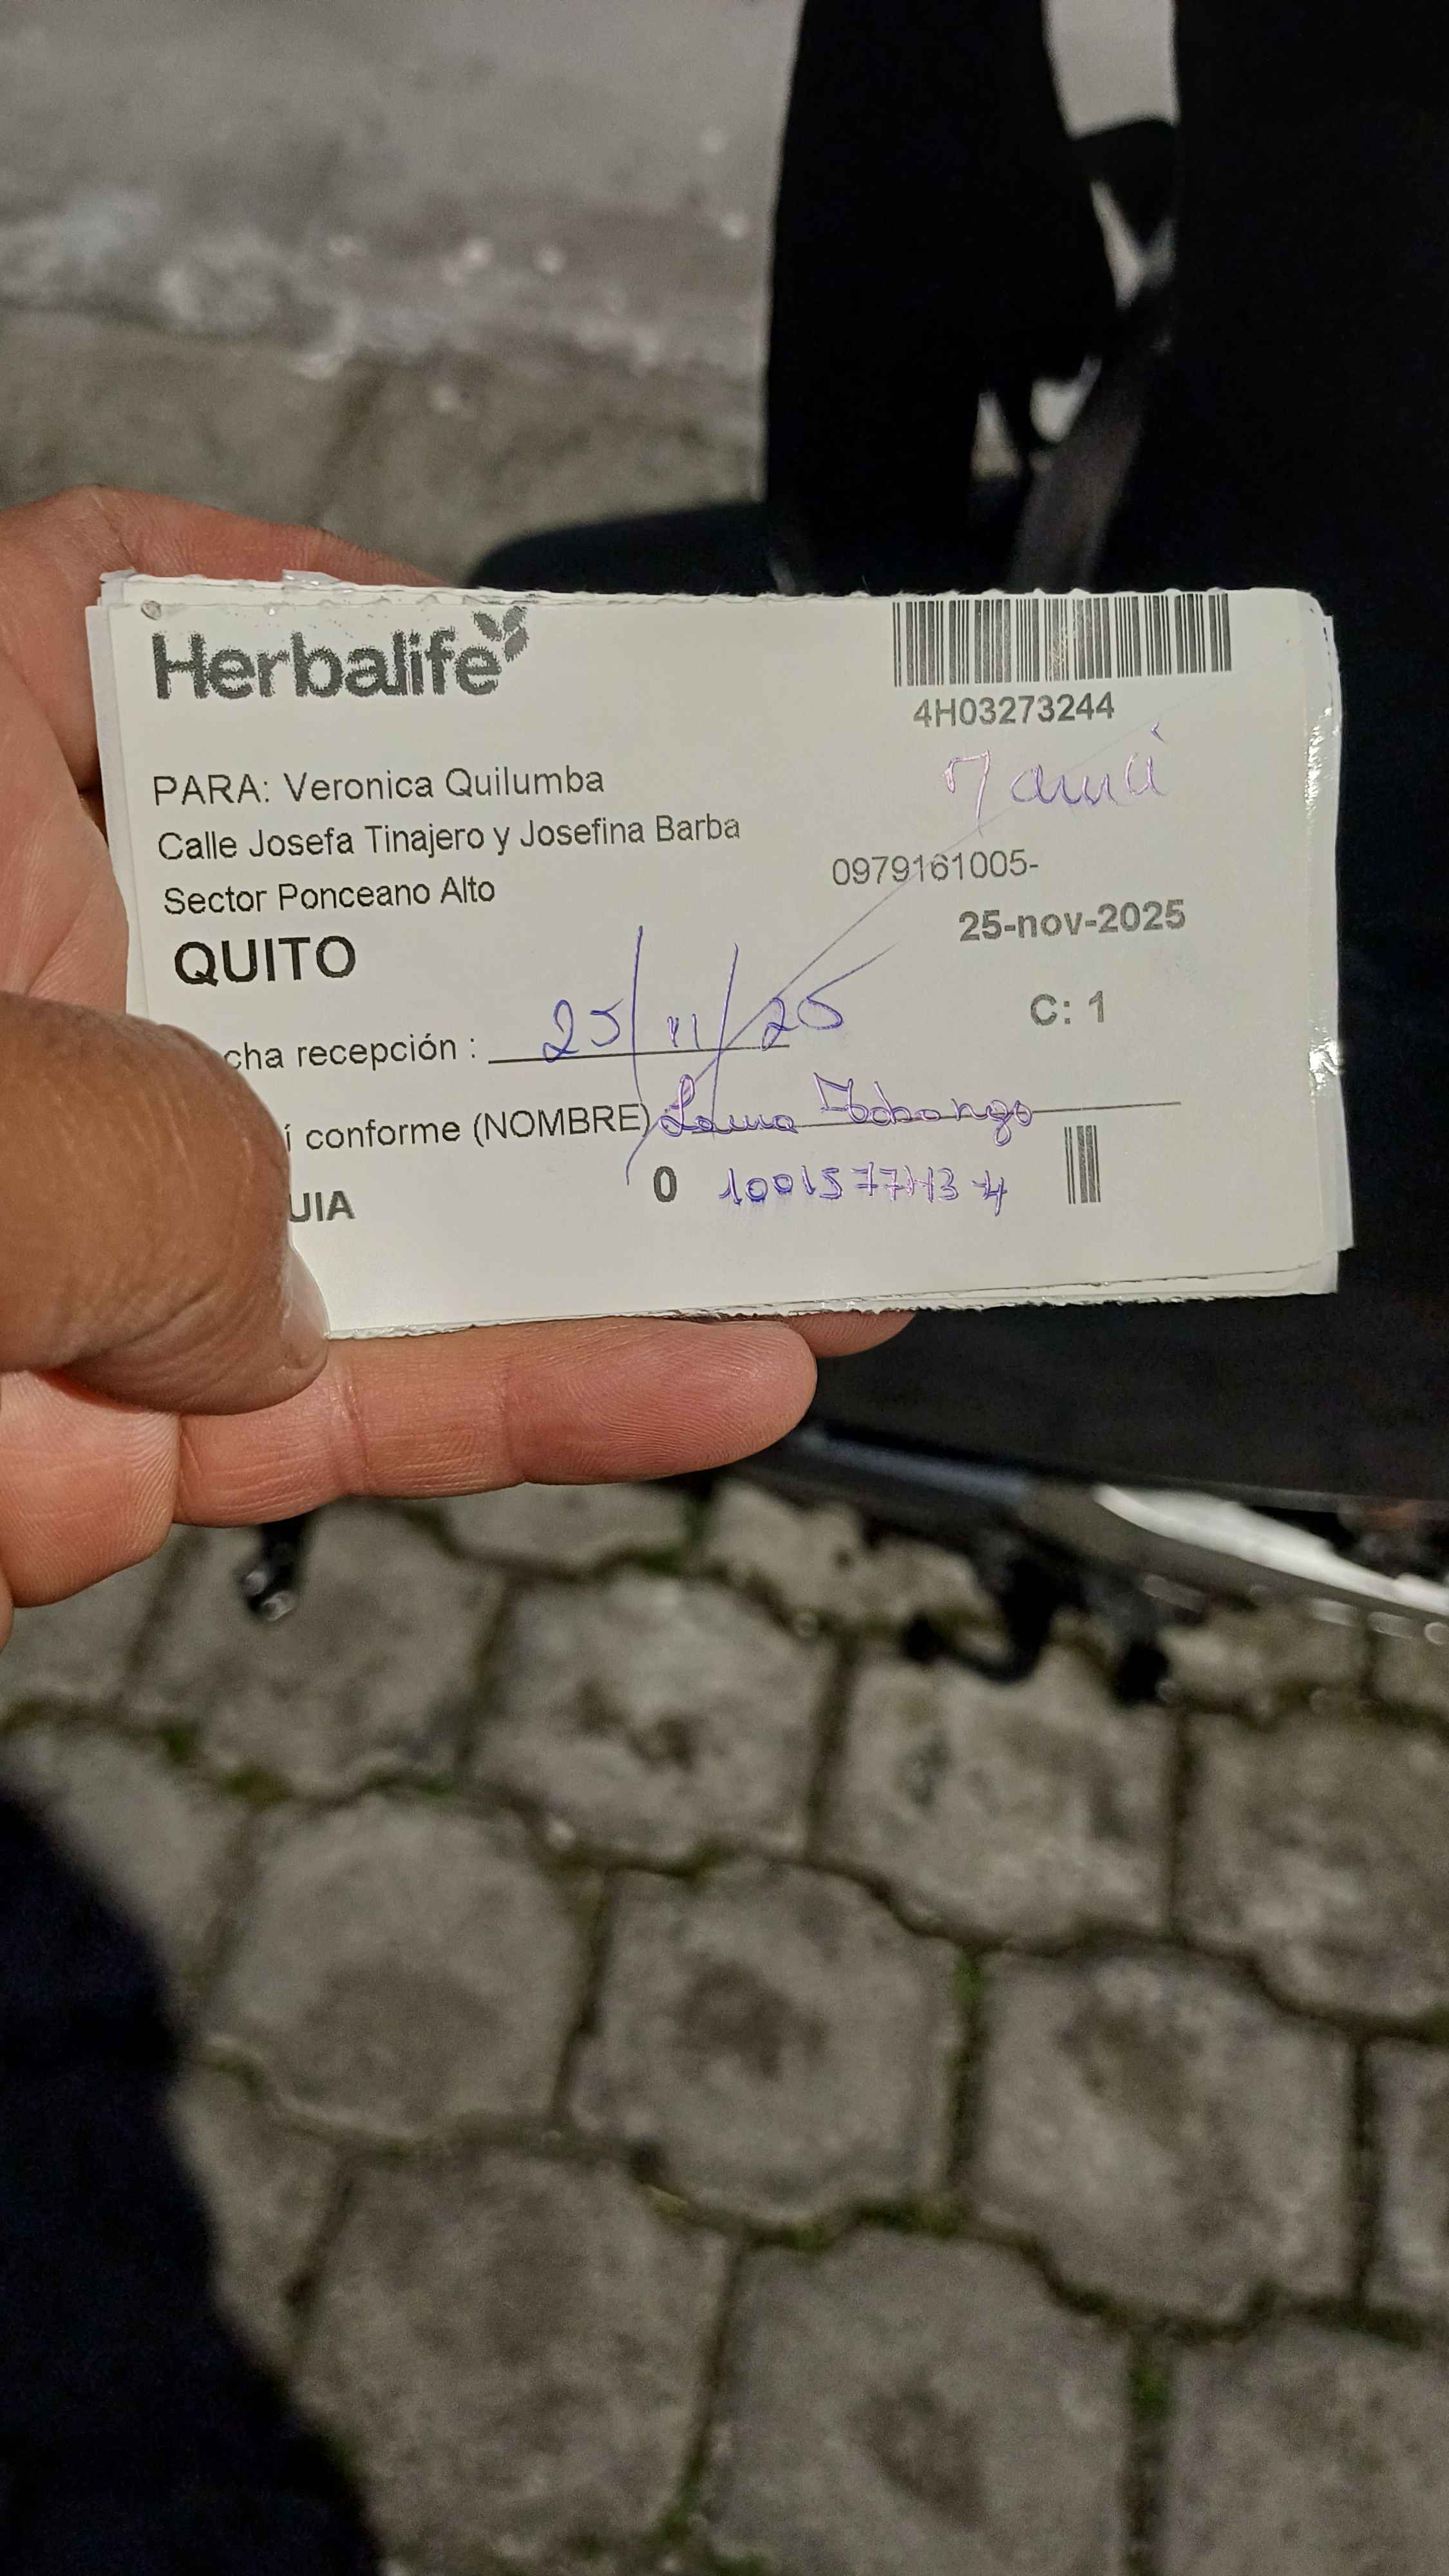 Herbalife
4H03273244
PARA: Veronica Quilumba
Calle Josefa Tinajero y Josefina Barba
0979161005-
Sector Ponceano Alto
25-nov-2025
QUITO
C: 1
cha recepción : 25/11/25
í conforme (NOMBRE) Laura
UIA 0